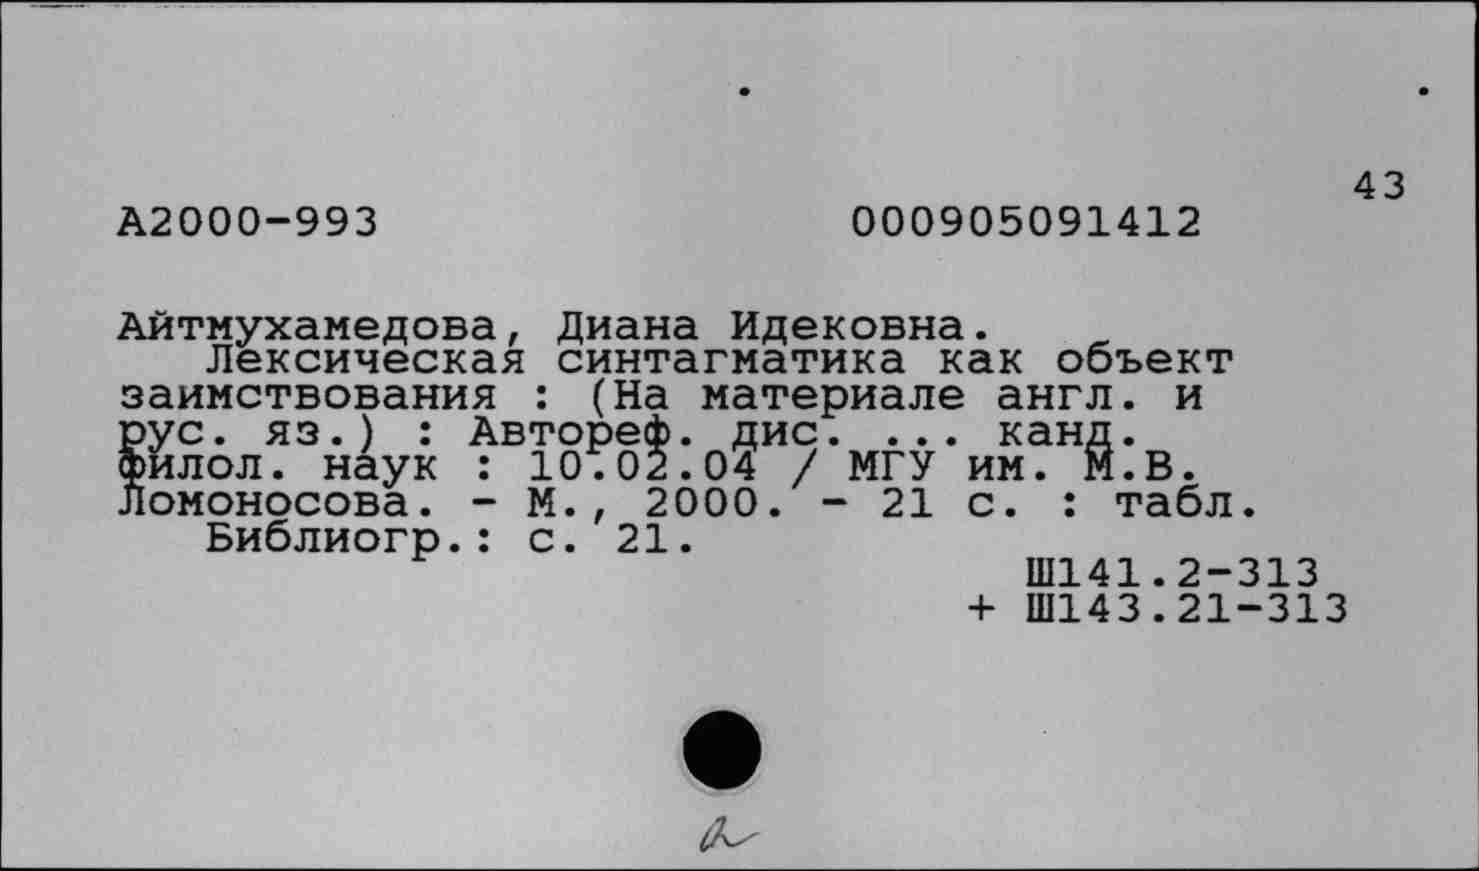 43
А2000-993 000905091412
Айтмухамедова, Диана Идековна.
Лексическая синтагматика как объект
заимствования : (На материале англ. и
рус. яз.) : Автореф. дис. ... канд.
филол. наук : 10.02.04 / МГУ им. М.В.
Ломоносова. - М., 2000. - 21 с. : табл.
Библиогр.: с. 21.
Ш141.2-313
+ Ш143.21-313